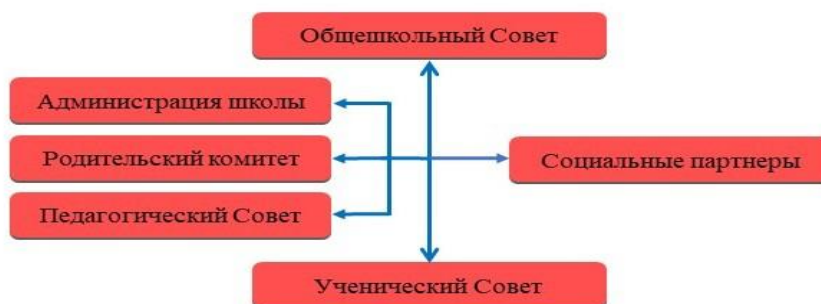 Общешкольный Совет
Администрация школы
Родительский комитет
Социальные партнеры
Педагогический Совет
Ученический Совет